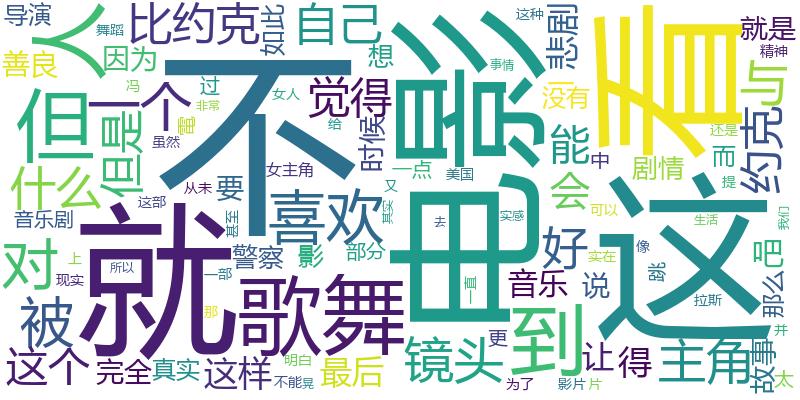 导演
舞蹈
比约克
如此
自己
这种
悲剧
就是
人
善良
因为
冯
过
想
事情
看
精神
不
电影
没有
与
非常
女人
觉得
但
一个
但是
虽然
给
时候
能
中
剧情
而
还是
约克
什么
从未
要
女主角
一点
美国
会
提
这部
喜欢
又
其实
甚至
去
实感
可以
生活
我们
音乐剧
就
这
对
上
现实
所以
警察
影
部分
一直
好
实在
像
吧
被
一部
那
歌舞
音乐
说
跳
拉斯
那么
更
到
并
这个
完全
真实
这样
明白
不能
晃
最后
镜头
为了
让
得
影片
片
主角
故事
太